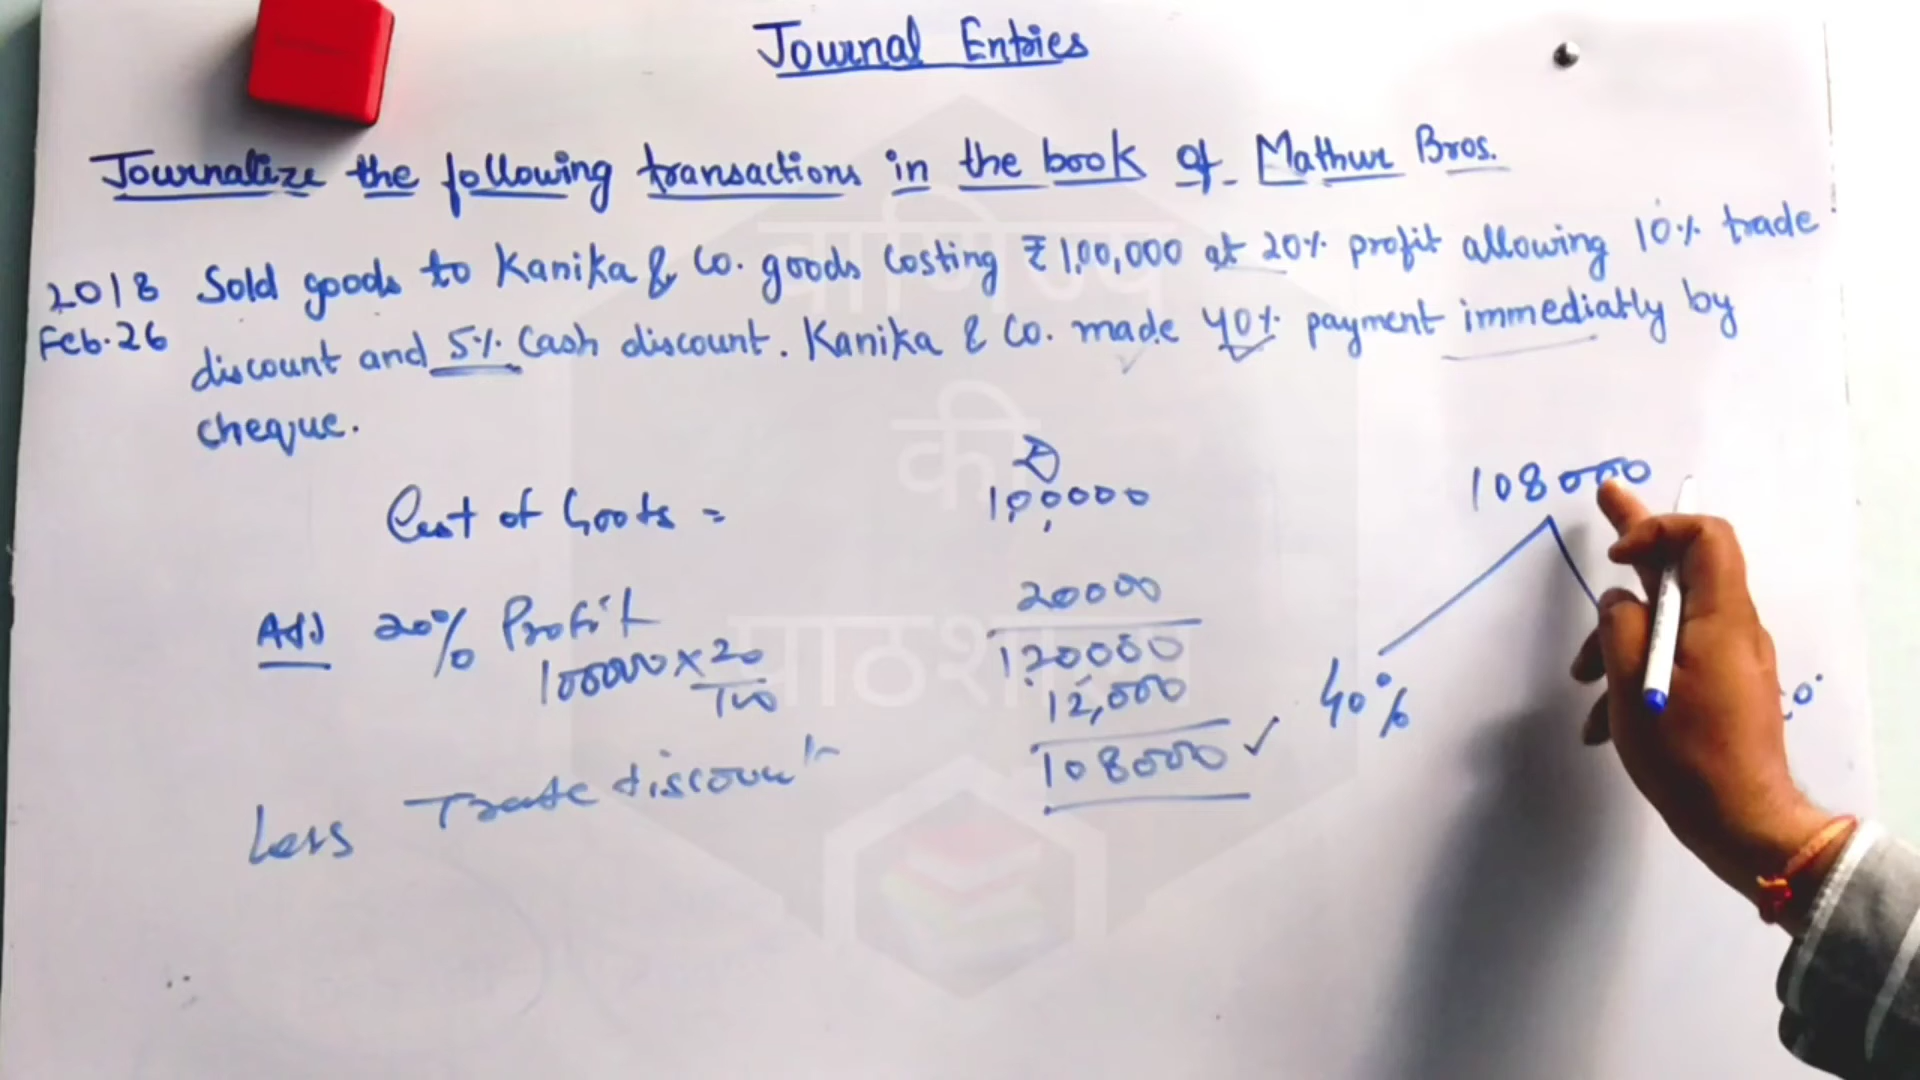 Journal Entries
Journalize the following transactions in the book of Mathur Bros.
2018 Sold goods to Kanika & Co. goods costing ₹1,00,000 at 20% profit allowing 10% trade
Feb.26 discount and 5% Cash discount. Kanika & Co. made 40% payment immediatly by
cheque.
वाणिज्य
की
पाठशाला
Cost of Goods = 100000
108000
Add 20% Profit 20000
100000 x 20/100 120000
12,000
40%
Less Trade discount 108000 ✓